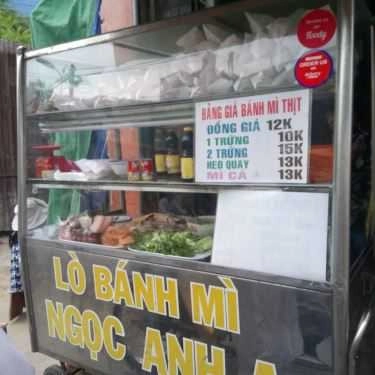 foody
BẢNG GIÁ BÁNH MÌ THỊT
ĐỒNG GIÁ 12K
1 TRỨNG 10K
2 TRỨNG 15K
HEO QUAY 13K
MÌ CÁ 13K
LÒ BÁNH MÌ
NGỌC ANH A